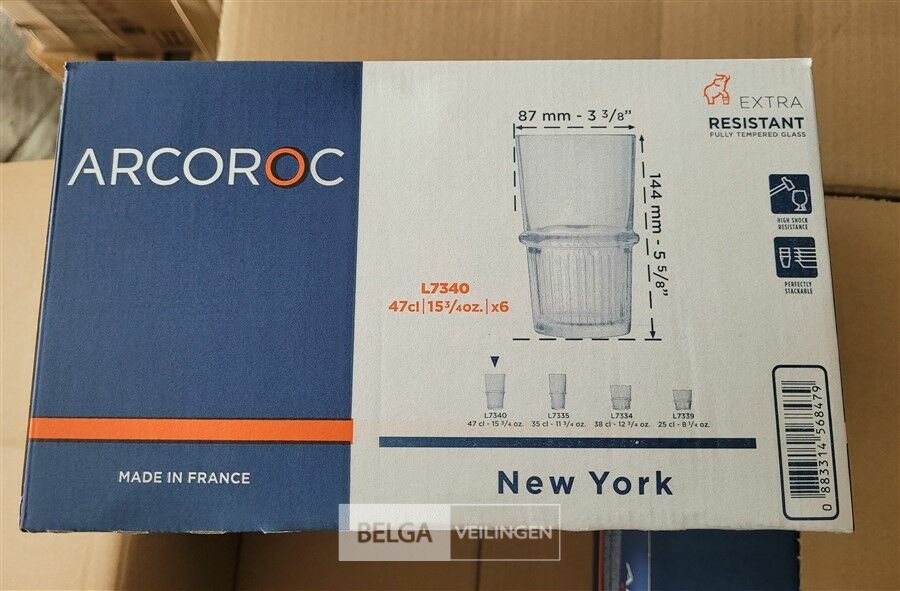 ARCOROC
MADE IN FRANCE
87 mm - 3 3/8"
144 mm - 5 5/8"
L7340
47cl|15 3/4oz.|x6
EXTRA
RESISTANT
FULLY TEMPERED GLASS
HIGH SHOCK
RESISTANCE
PERFECTLY
STACKABLE
L7340
47 cl - 15 3/4 oz.
L7335
35 cl - 11 3/4 oz.
L7334
38 cl - 12 3/4 oz.
L7339
25 cl - 8 1/4 oz.
New York
0 883314 568479
BELGA VEILINGEN